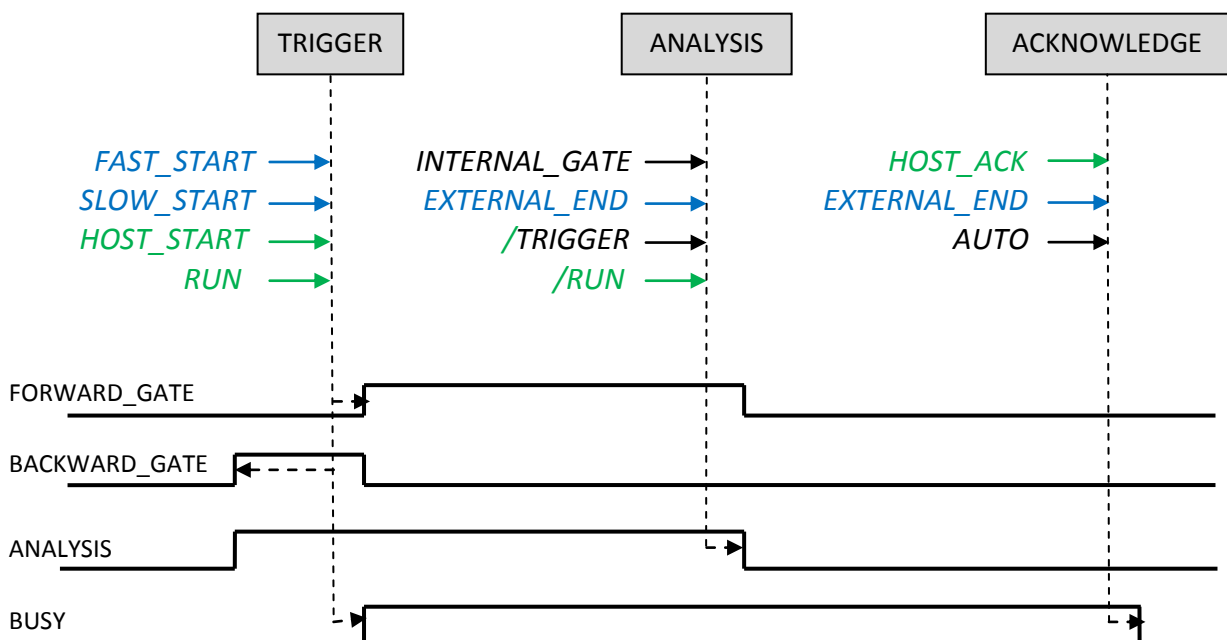 TRIGGER ANALYSIS ACKNOWLEDGE
FAST_START INTERNAL_GATE HOST_ACK
SLOW_START EXTERNAL_END EXTERNAL_END
HOST_START /TRIGGER AUTO
RUN /RUN
FORWARD_GATE
BACKWARD_GATE
ANALYSIS
BUSY